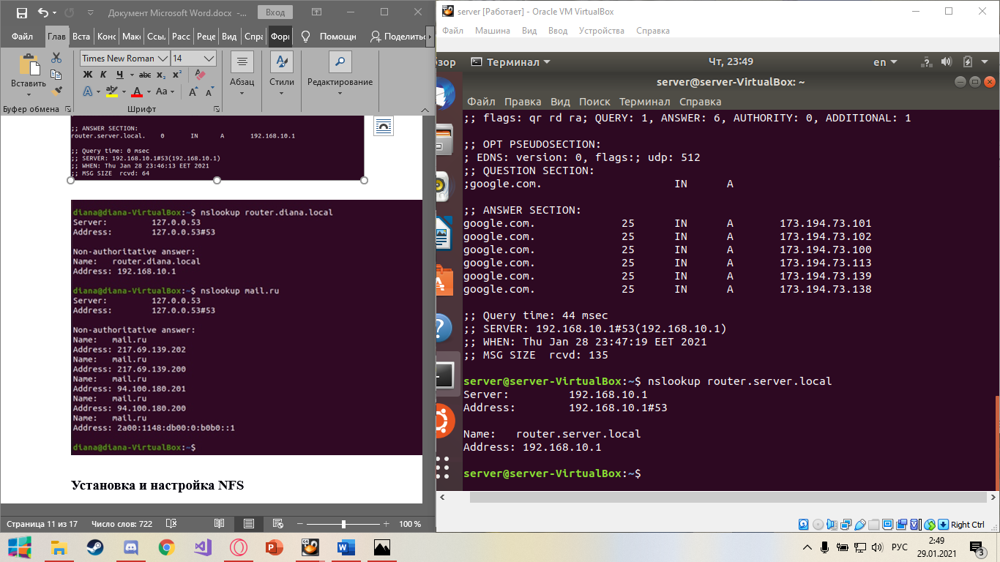 Документ Microsoft Word.docx -
Вход
Файл Глав Вста Конс Маке Ссы. Расс Реце Вид Спра Форм Помощн Поделиться
Вставить
Times New Roman 14
Ж К Ч abc x₂ x²
Aa
Абзац
Стили
Редактирование
Буфер обмена
Шрифт
;; ANSWER SECTION:
router.server.local. 0 IN A 192.168.10.1
;; Query time: 0 msec
;; SERVER: 192.168.10.1#53(192.168.10.1)
;; WHEN: Thu Jan 28 23:46:13 EET 2021
;; MSG SIZE rcvd: 64
diana@diana-VirtualBox:~$ nslookup router.diana.local
Server: 127.0.0.53
Address: 127.0.0.53#53
Non-authoritative answer:
Name: router.diana.local
Address: 192.168.10.1
diana@diana-VirtualBox:~$ nslookup mail.ru
Server: 127.0.0.53
Address: 127.0.0.53#53
Non-authoritative answer:
Name: mail.ru
Address: 217.69.139.202
Name: mail.ru
Address: 217.69.139.200
Name: mail.ru
Address: 94.100.180.201
Name: mail.ru
Address: 94.100.180.200
Name: mail.ru
Address: 2a00:1148:db00:0:b0b0::1
diana@diana-VirtualBox:~$
Установка и настройка NFS
Страница 11 из 17 Число слов: 722 100 %
server [Работает] - Oracle VM VirtualBox
Файл Машина Вид Ввод Устройства Справка
зор Терминал Чт, 23:49 en
server@server-VirtualBox: ~
Файл Правка Вид Поиск Терминал Справка
;; flags: qr rd ra; QUERY: 1, ANSWER: 6, AUTHORITY: 0, ADDITIONAL: 1
;; OPT PSEUDOSECTION:
; EDNS: version: 0, flags:; udp: 512
;; QUESTION SECTION:
;google.com. IN A
;; ANSWER SECTION:
google.com. 25 IN A 173.194.73.101
google.com. 25 IN A 173.194.73.102
google.com. 25 IN A 173.194.73.100
google.com. 25 IN A 173.194.73.113
google.com. 25 IN A 173.194.73.139
google.com. 25 IN A 173.194.73.138
;; Query time: 44 msec
;; SERVER: 192.168.10.1#53(192.168.10.1)
;; WHEN: Thu Jan 28 23:47:19 EET 2021
;; MSG SIZE rcvd: 135
server@server-VirtualBox:~$ nslookup router.server.local
Server: 192.168.10.1
Address: 192.168.10.1#53
Name: router.server.local
Address: 192.168.10.1
server@server-VirtualBox:~$
Right Ctrl
РУС
2:49
29.01.2021
3